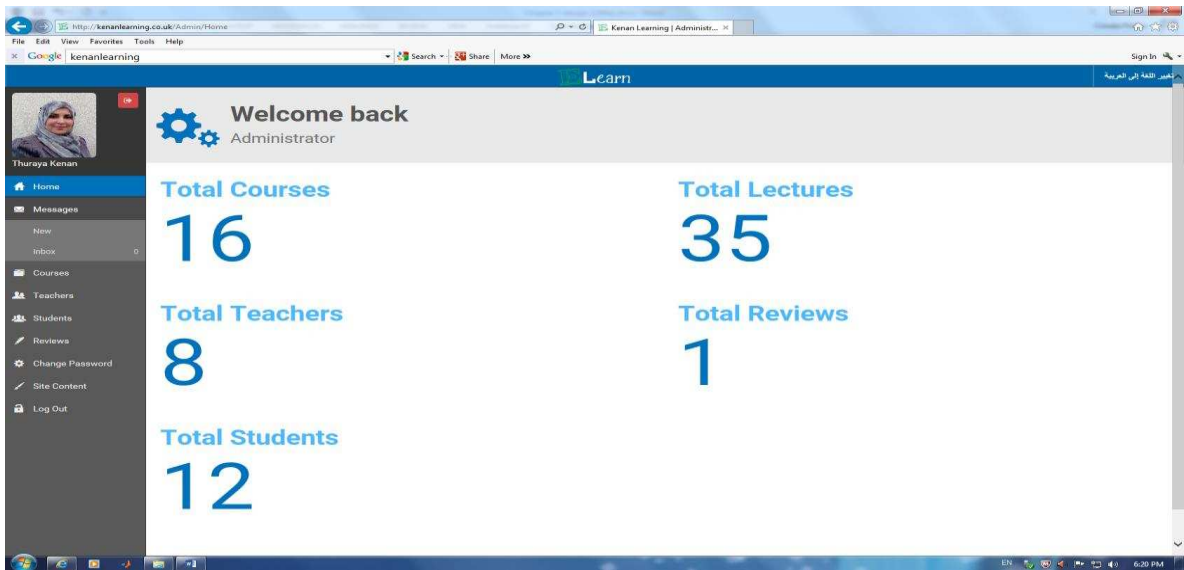 http://kenanlearning.co.uk/Admin/Home
Kenan Learning | Administr...
File Edit View Favorites Tools Help
Google kenanlearning Search Share More >> Sign In
Learn
تغيير اللغة إلى العربية
Welcome back
Administrator
Thuraya Kenan
Home
Messages
New
Inbox 0
Courses
Teachers
Students
Reviews
Change Password
Site Content
Log Out
Total Courses
16
Total Lectures
35
Total Teachers
8
Total Reviews
1
Total Students
12
EN 6:20 PM